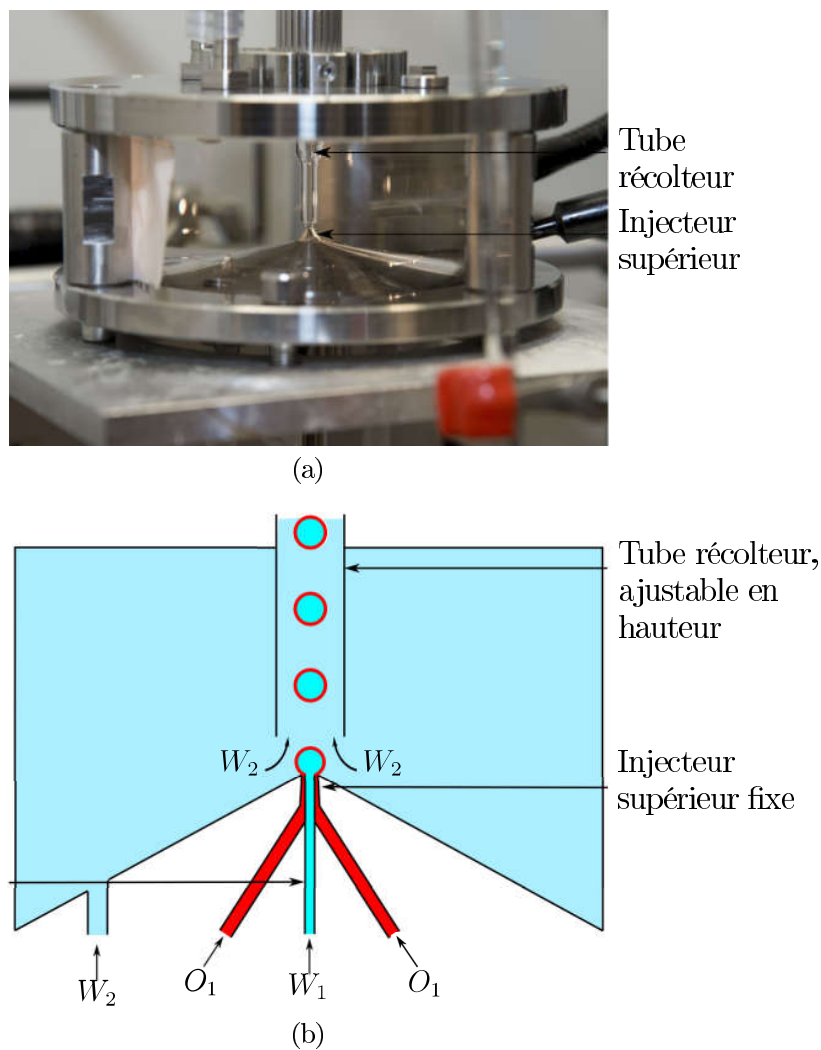 Tube
récolteur
Injecteur
supérieur
(a)
Tube récolteur,
ajustable en
hauteur
W₂ W₂
Injecteur
supérieur fixe
W₂ O₁ W₁ O₁
(b)